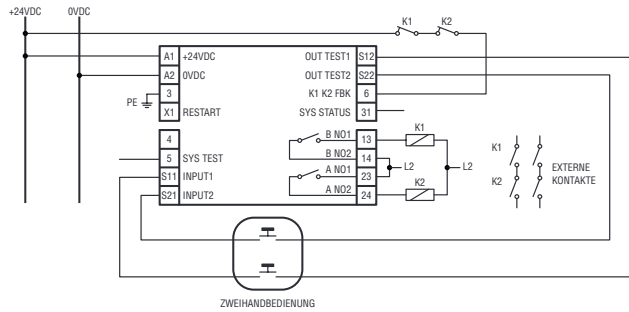 +24VDC 0VDC
K1 K2
A1 +24VDC OUT TEST1 S12
A2 0VDC OUT TEST2 S22
PE 3 K1 K2 FBK 6
X1 RESTART SYS STATUS 31
4 B NO1 13 K1
5 SYS TEST B NO2 14 L2 L2
S11 INPUT1 A NO1 23
S21 INPUT2 A NO2 24 K2
K1
K2
EXTERNE
KONTAKTE
ZWEIHANDBEDIENUNG